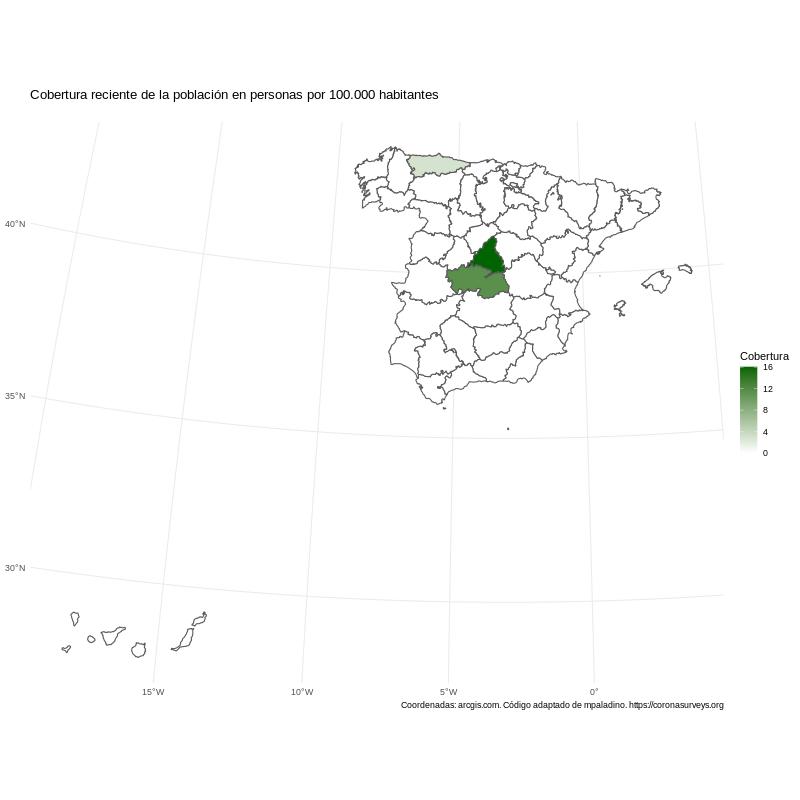 Cobertura reciente de la población en personas por 100.000 habitantes
40°N
35°N
30°N
15°W
10°W
5°W
0°
Cobertura
16
12
8
4
0
Coordenadas: arcgis.com. Código adaptado de mpaladino. https://coronasurveys.org